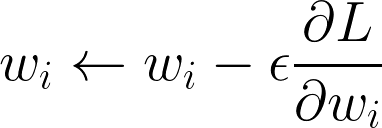 w_i ← w_i − ϵ ∂L/∂w_i